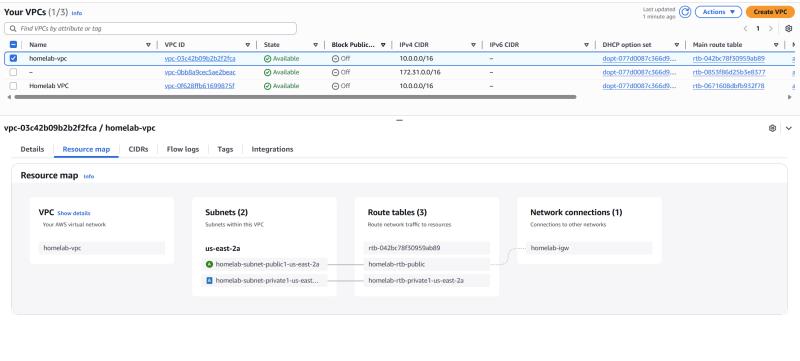 Your VPCs (1/3) Info
Last updated
1 minute ago
Actions
Create VPC
Find VPCs by attribute or tag
1
Name VPC ID State Block Public... IPv4 CIDR IPv6 CIDR DHCP option set Main route table
homelab-vpc vpc-03c42b09b2b2f2fca Available Off 10.0.0.0/16 – dopt-077d0087c366d9... rtb-042bc78f30959ab89
– vpc-0bb8a9cec5ae2beac Available Off 172.31.0.0/16 – dopt-077d0087c366d9... rtb-0853f86d25b3e8377
Homelab VPC vpc-0f628ffb61699875f Available Off 10.0.0.0/16 – dopt-077d0087c366d9... rtb-0671608dbfb932f78
vpc-03c42b09b2b2f2fca / homelab-vpc
Details Resource map CIDRs Flow logs Tags Integrations
Resource map Info
VPC Show details
Your AWS virtual network
homelab-vpc
Subnets (2)
Subnets within this VPC
us-east-2a
A homelab-subnet-public1-us-east-2a
A homelab-subnet-private1-us-east...
Route tables (3)
Route network traffic to resources
rtb-042bc78f30959ab89
homelab-rtb-public
homelab-rtb-private1-us-east-2a
Network connections (1)
Connections to other networks
homelab-igw